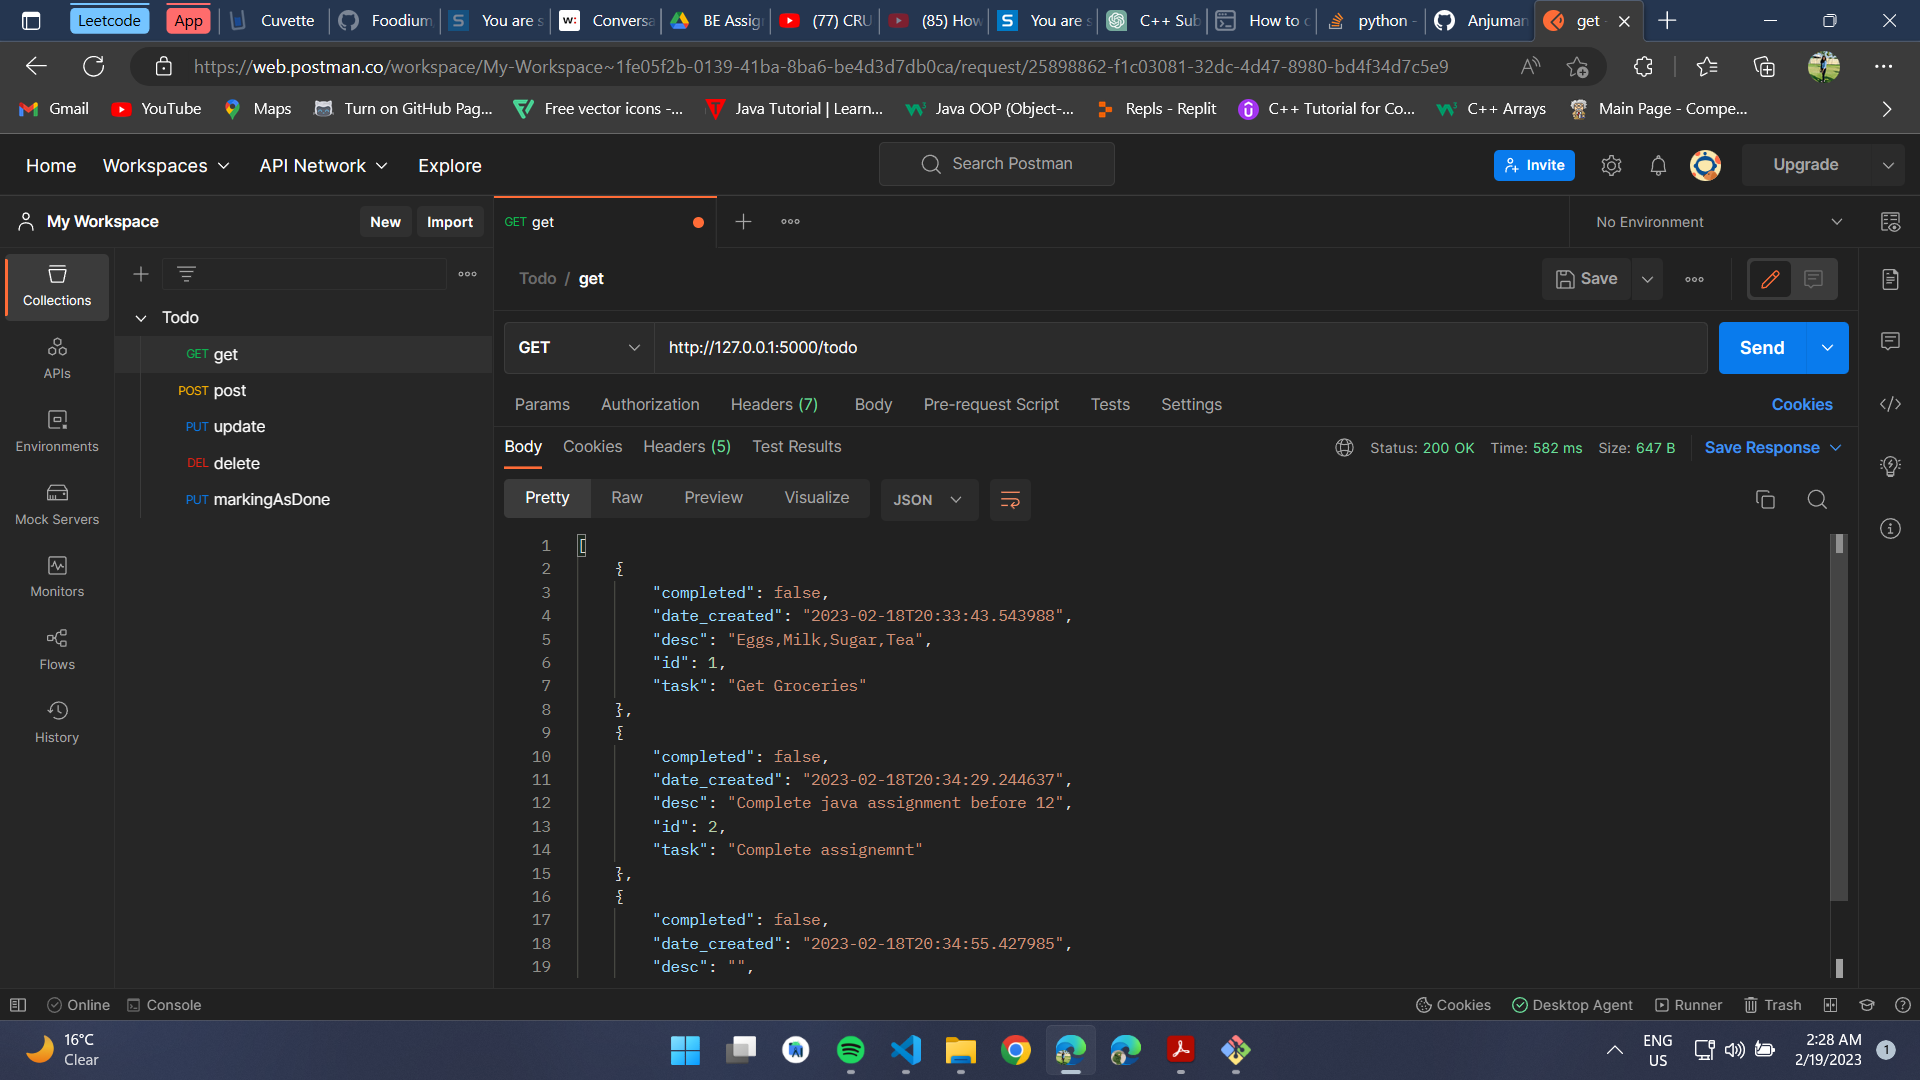 Leetcode App Cuvette Foodium You are s Conversa BE Assig (77) CRU (85) How You are s C++ Sub How to c python - Anjuman get
https://web.postman.co/workspace/My-Workspace~1fe05f2b-0139-41ba-8ba6-be4d3d7db0ca/request/25898862-f1c03081-32dc-4d47-8980-bd4f34d7c5e9
Gmail YouTube Maps Turn on GitHub Pag... Free vector icons -... Java Tutorial | Learn... Java OOP (Object-... Repls - Replit C++ Tutorial for Co... C++ Arrays Main Page - Compe...
Home Workspaces API Network Explore Search Postman Invite Upgrade
My Workspace New Import GET get No Environment
Collections
APIs
Environments
Mock Servers
Monitors
Flows
History
Todo
GET get
POST post
PUT update
DEL delete
PUT markingAsDone
Todo / get Save
GET http://127.0.0.1:5000/todo Send
Params Authorization Headers (7) Body Pre-request Script Tests Settings Cookies
Body Cookies Headers (5) Test Results Status: 200 OK Time: 582 ms Size: 647 B Save Response
Pretty Raw Preview Visualize JSON
1 [
2 {
3 "completed": false,
4 "date_created": "2023-02-18T20:33:43.543988",
5 "desc": "Eggs,Milk,Sugar,Tea",
6 "id": 1,
7 "task": "Get Groceries"
8 },
9 {
10 "completed": false,
11 "date_created": "2023-02-18T20:34:29.244637",
12 "desc": "Complete java assignment before 12",
13 "id": 2,
14 "task": "Complete assignemnt"
15 },
16 {
17 "completed": false,
18 "date_created": "2023-02-18T20:34:55.427985",
19 "desc": "",
Online Console Cookies Desktop Agent Runner Trash
16°C
Clear
ENG
US
2:28 AM
2/19/2023
1